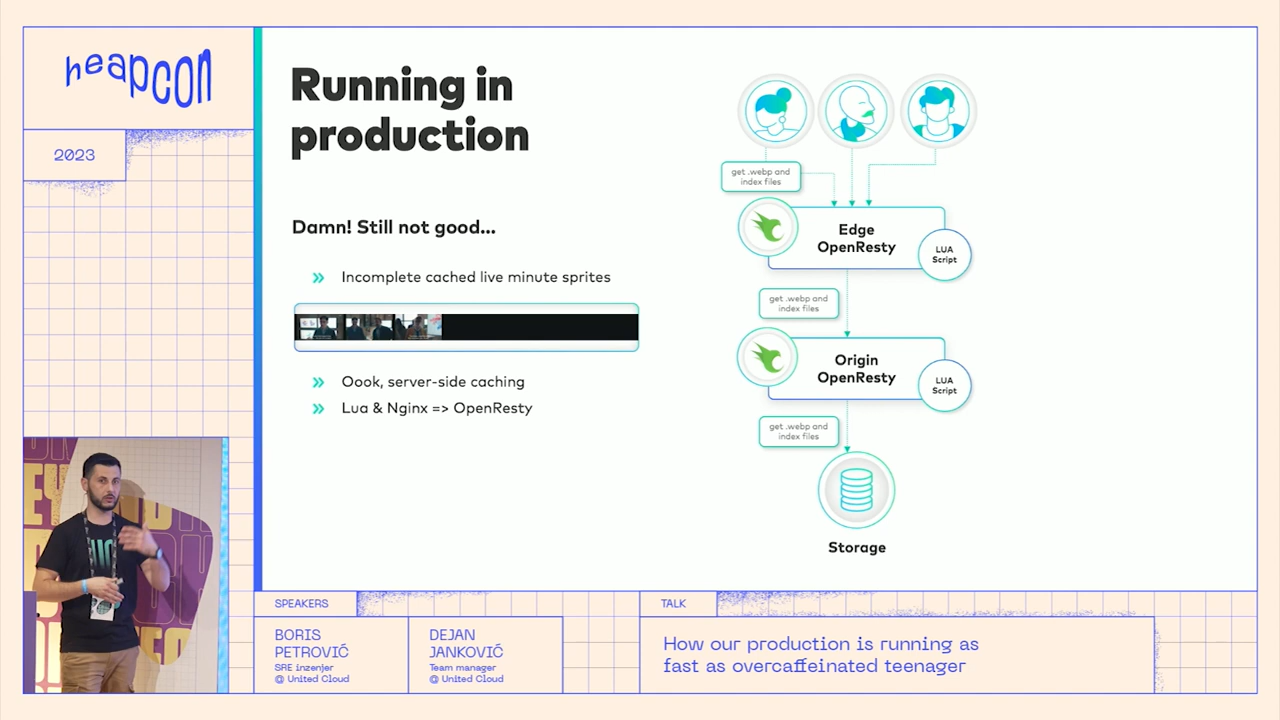 heapcon
2023
Running in
production
Damn! Still not good...
» Incomplete cached live minute sprites
» Oook, server-side caching
» Lua & Nginx => OpenResty
get .webp and
index files
Edge
OpenResty
LUA
Script
get .webp and
index files
Origin
OpenResty
LUA
Script
get .webp and
index files
Storage
SPEAKERS
BORIS
PETROVIĆ
SRE inženjer
@ United Cloud
DEJAN
JANKOVIĆ
Team manager
@ United Cloud
TALK
How our production is running as
fast as overcaffeinated teenager